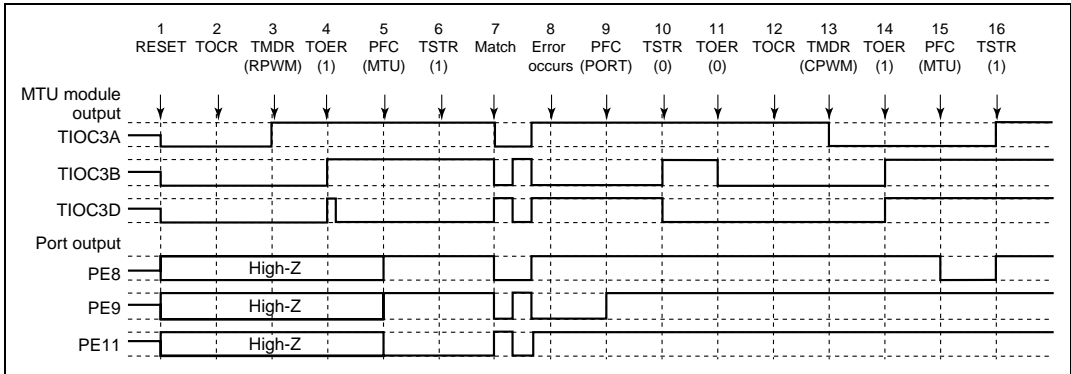 1 2 3 4 5 6 7 8 9 10 11 12 13 14 15 16
RESET TOCR TMDR TOER PFC TSTR Match Error PFC TSTR TOER TOCR TMDR TOER PFC TSTR
(RPWM) (1) (MTU) (1) occurs (PORT) (0) (0) (CPWM) (1) (MTU) (1)
MTU module
output
TIOC3A
TIOC3B
TIOC3D
Port output
PE8 High-Z
PE9 High-Z
PE11 High-Z